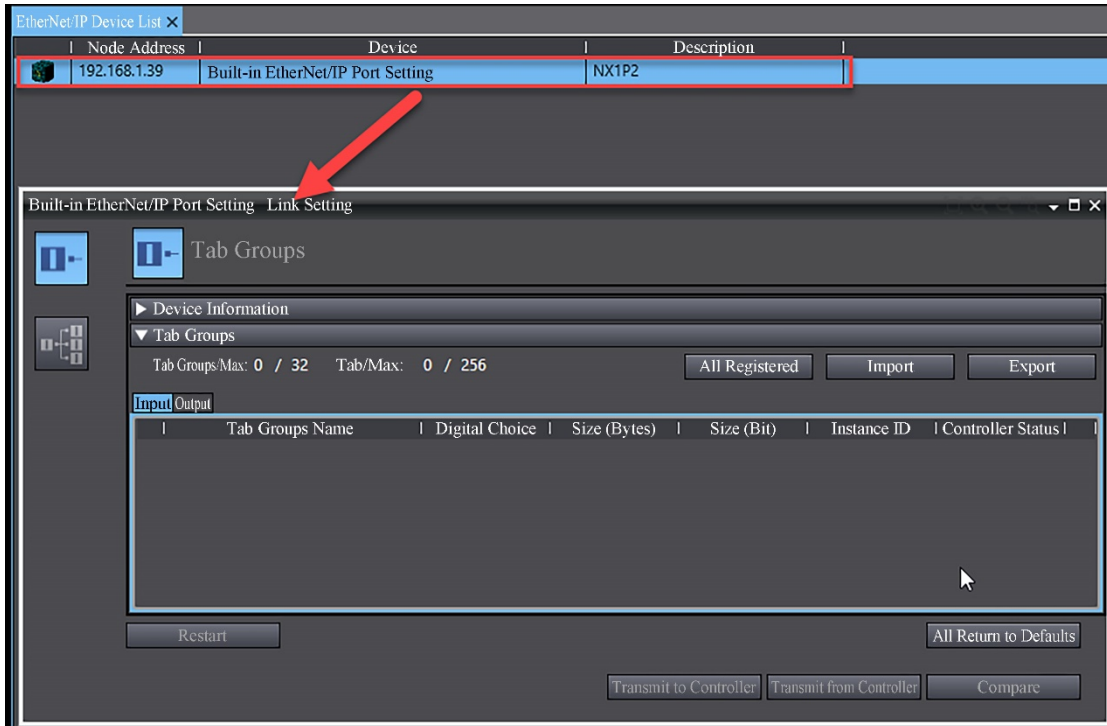 EtherNet/IP Device List
Node Address Device Description
192.168.1.39 Built-in EtherNet/IP Port Setting NX1P2
Built-in EtherNet/IP Port Setting Link Setting
Tab Groups
Device Information
Tab Groups
Tab Groups/Max: 0 / 32 Tab/Max: 0 / 256 All Registered Import Export
Input Output
Tab Groups Name Digital Choice Size (Bytes) Size (Bit) Instance ID Controller Status
Restart All Return to Defaults
Transmit to Controller Transmit from Controller Compare